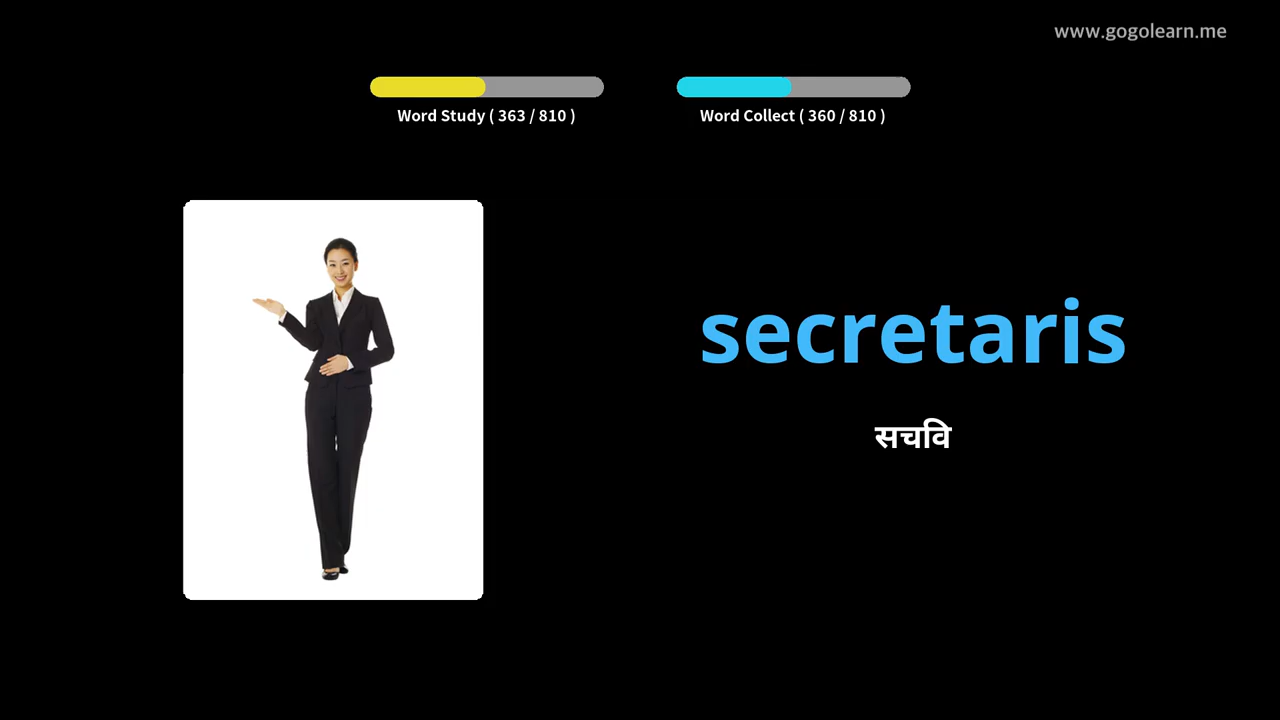 www.gogolearn.me
Word Study ( 363 / 810 )
Word Collect ( 360 / 810 )
secretaris
सचवि